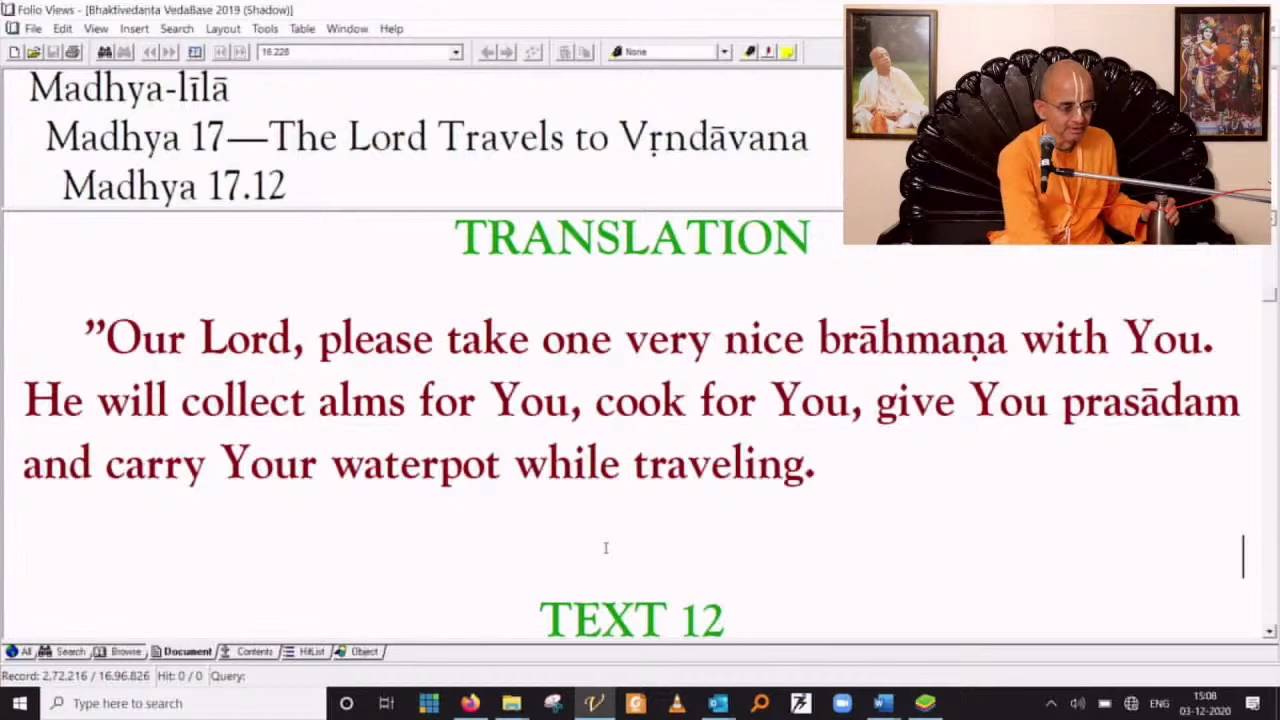 Folio Views - [Bhaktivedanta VedaBase 2019 (Shadow)]
File Edit View Insert Search Layout Tools Table Window Help
16.228 None
Madhya-līlā
Madhya 17—The Lord Travels to Vṛndāvana
Madhya 17.12
TRANSLATION
"Our Lord, please take one very nice brāhmaṇa with You.
He will collect alms for You, cook for You, give You prasādam
and carry Your waterpot while traveling.
TEXT 12
All Search Browse Document Contents HitList Object
Record: 2,72,216 / 16,96,826 Hit: 0 / 0 Query:
Type here to search ENG 15:08
03-12-2020